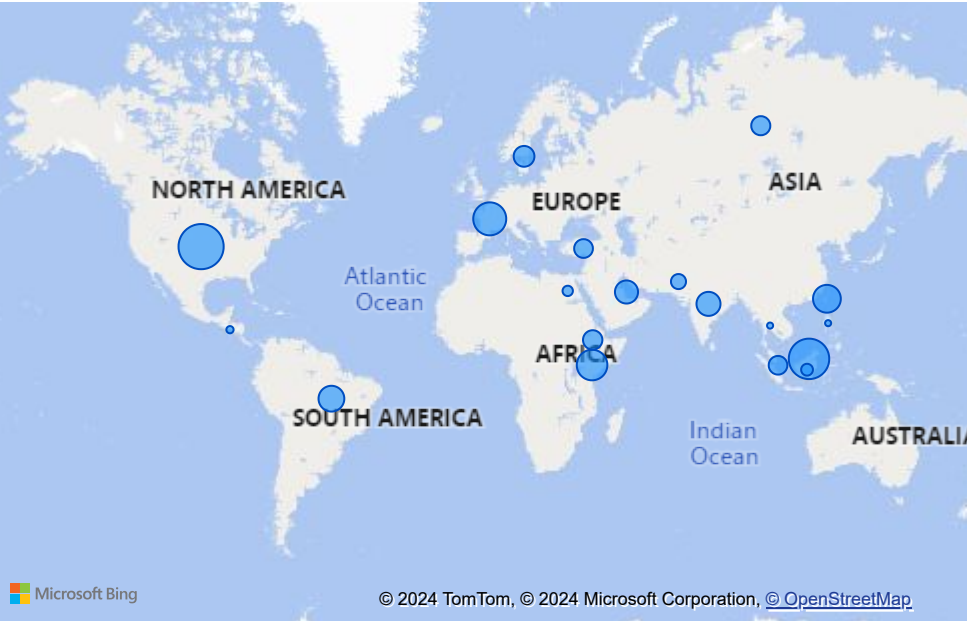 ASIA
NORTH AMERICA
EUROPE
Atlantic
Ocean
AFRICA
SOUTH AMERICA
Indian
Ocean
AUSTRALIA
Microsoft Bing
© 2024 TomTom, © 2024 Microsoft Corporation, © OpenStreetMap